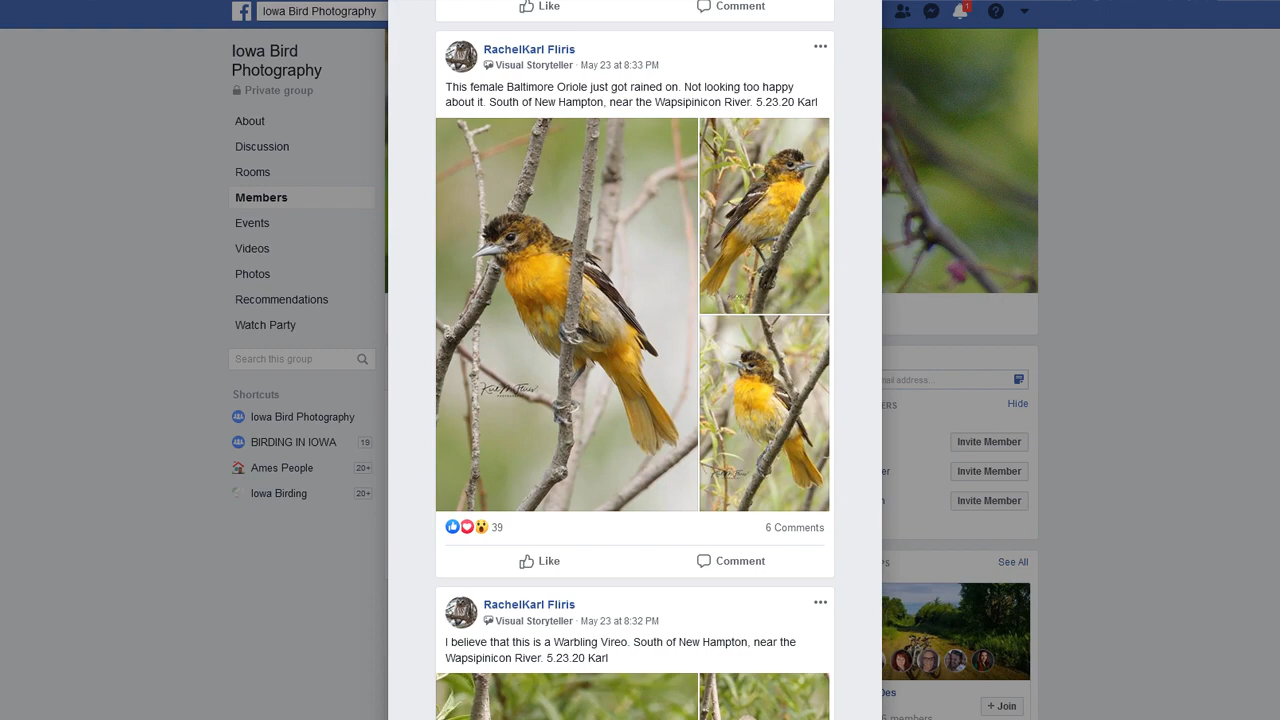 Iowa Bird Photography
Like
Comment
1
Iowa Bird
Photography
Private group
About
Discussion
Rooms
Members
Events
Videos
Photos
Recommendations
Watch Party
Search this group
Shortcuts
Iowa Bird Photography
BIRDING IN IOWA 19
Ames People 20+
Iowa Birding 20+
RachelKarl Fliris
Visual Storyteller · May 23 at 8:33 PM
This female Baltimore Oriole just got rained on. Not looking too happy
about it. South of New Hampton, near the Wapsipinicon River. 5.23.20 Karl
39
6 Comments
Like
Comment
RachelKarl Fliris
Visual Storyteller · May 23 at 8:32 PM
I believe that this is a Warbling Vireo. South of New Hampton, near the
Wapsipinicon River. 5.23.20 Karl
address...
Hide
Invite Member
Invite Member
Invite Member
See All
+ Join
members